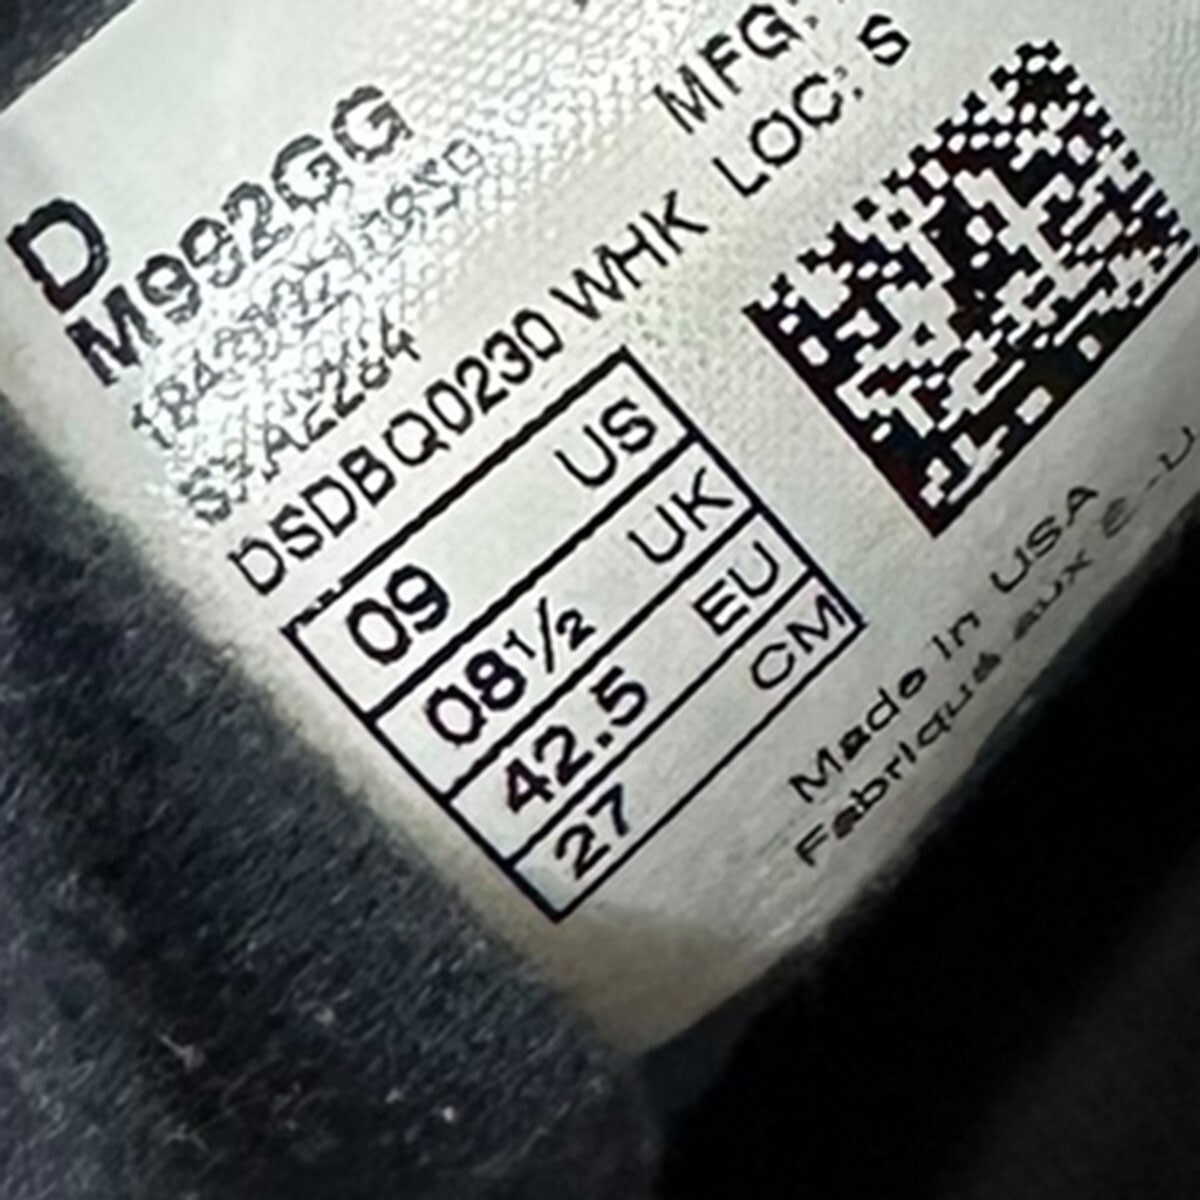 D
M992GG
DSDBQ0230 WHK
MFG:
LOC: S
09 US
08½ UK
42.5 EU
27 CM
Made in USA
Fabriqué aux É.-U